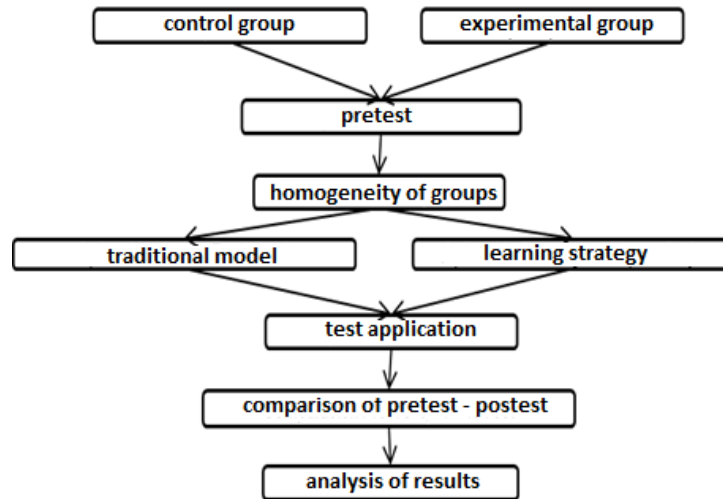 control group
experimental group
pretest
homogeneity of groups
traditional model
learning strategy
test application
comparison of pretest - postest
analysis of results